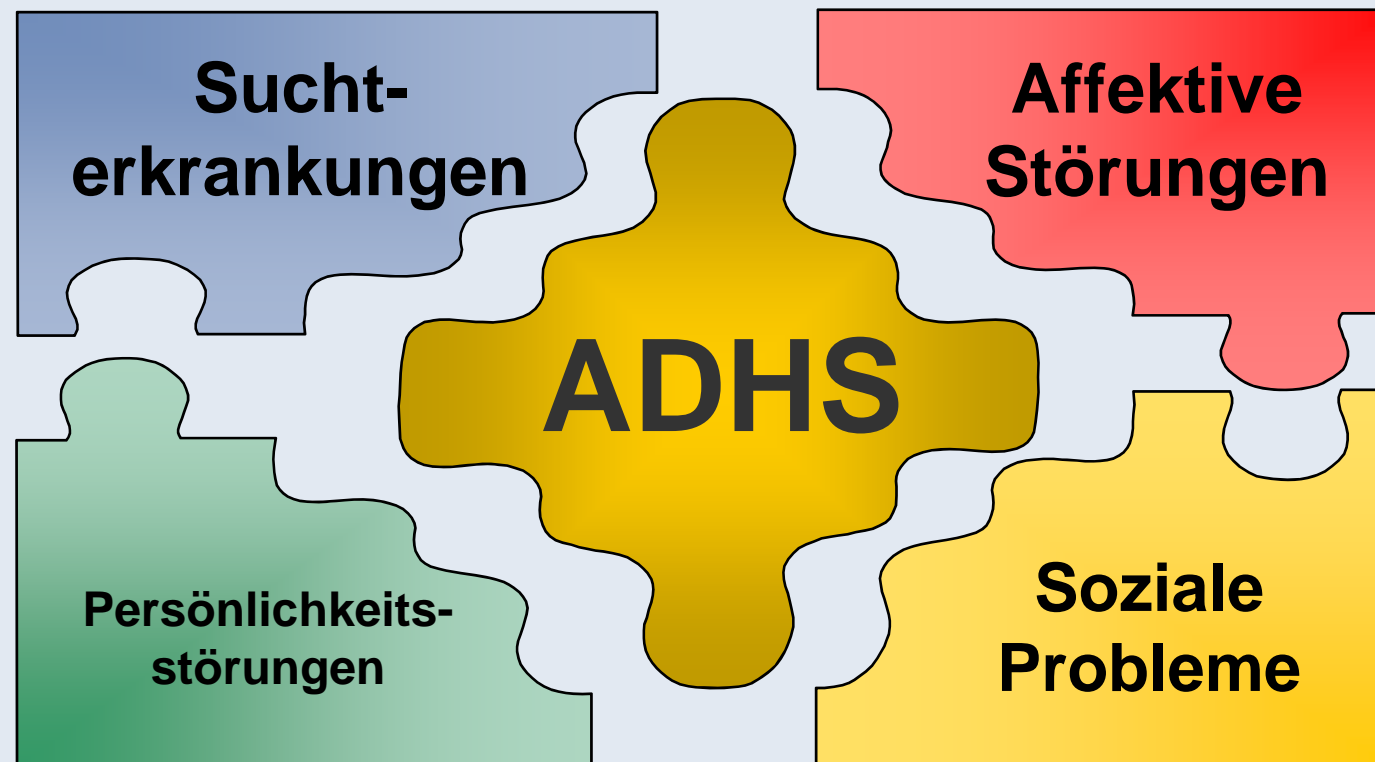 Sucht-
erkrankungen
Affektive
Störungen
ADHS
Persönlichkeits-
störungen
Soziale
Probleme